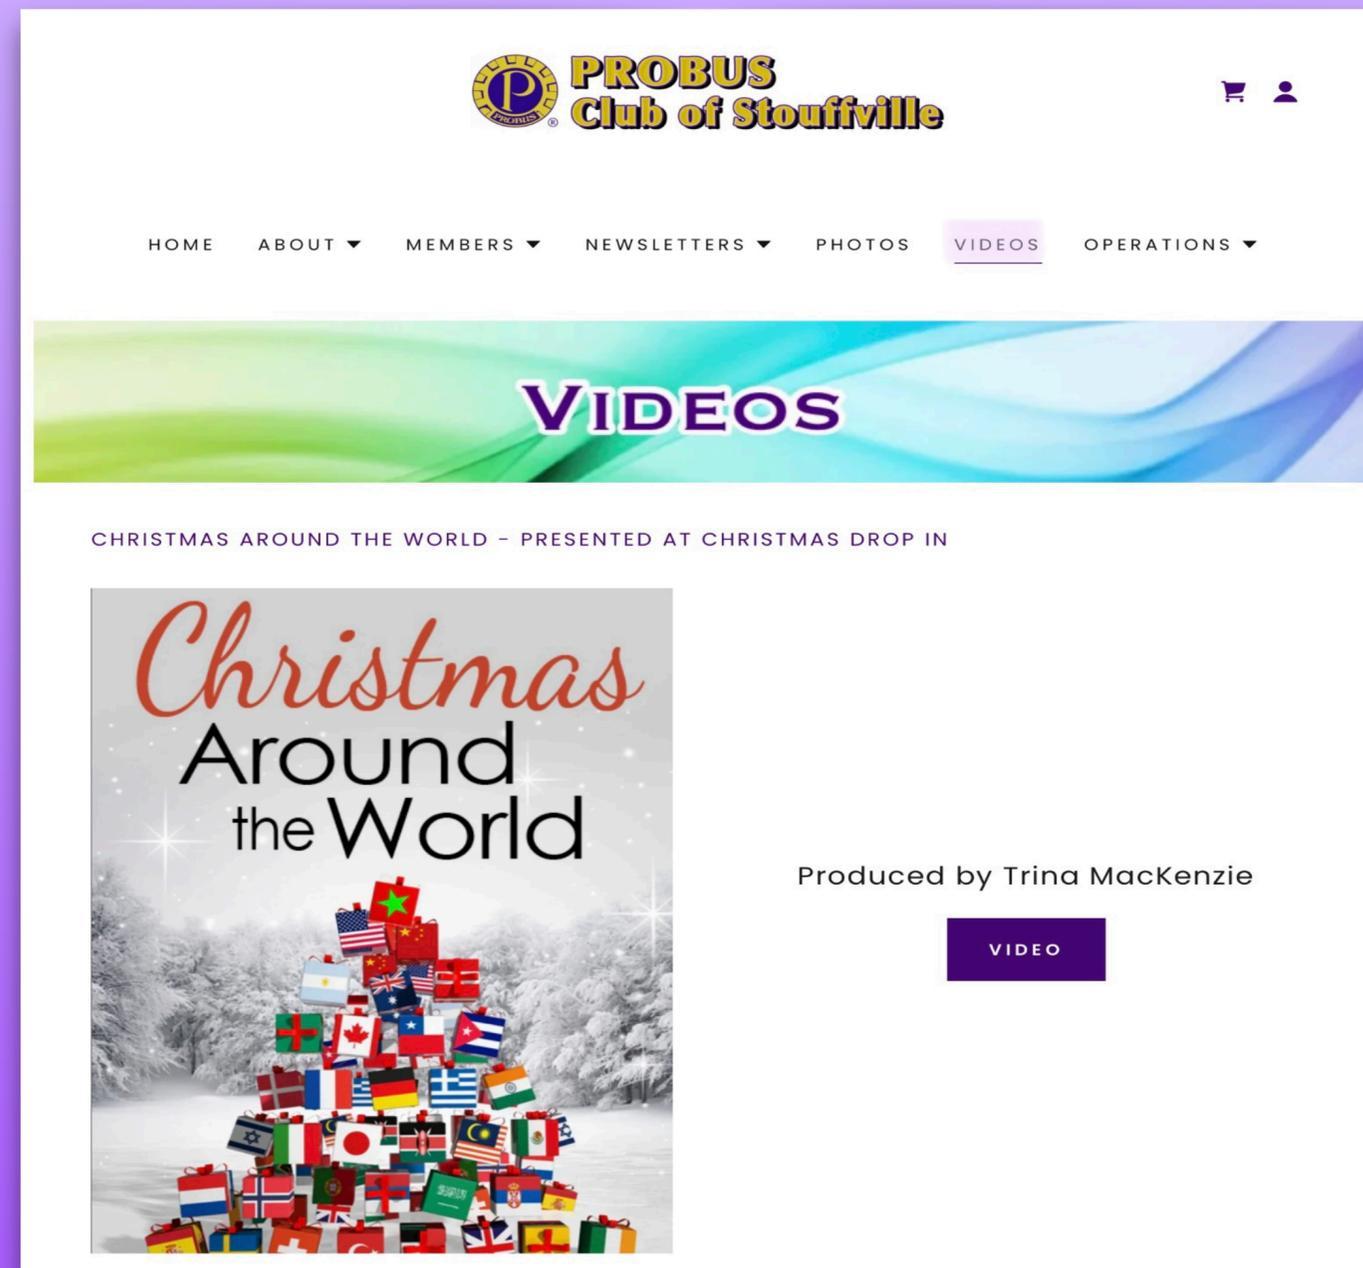 PROBUS
Club of Stouffville
P
PROBUS
®
HOME ABOUT MEMBERS NEWSLETTERS PHOTOS VIDEOS OPERATIONS
VIDEOS
CHRISTMAS AROUND THE WORLD - PRESENTED AT CHRISTMAS DROP IN
Christmas
Around
the World
Produced by Trina MacKenzie
VIDEO